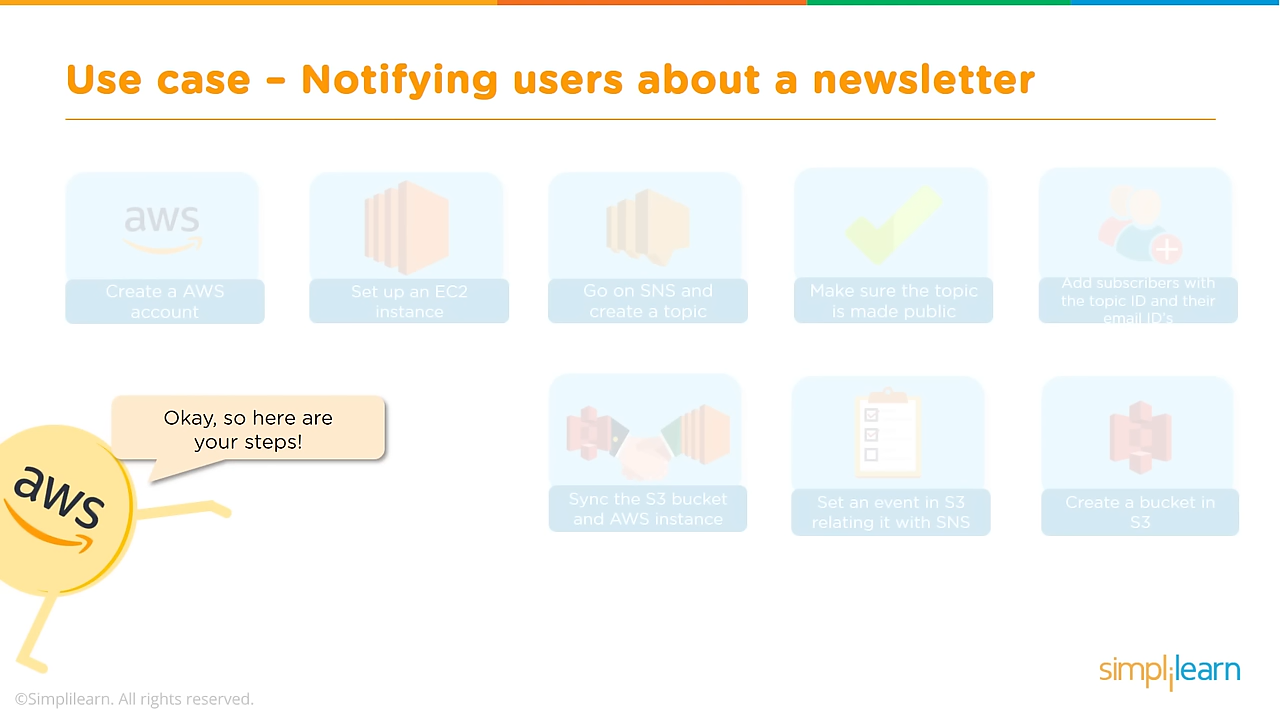 Use case – Notifying users about a newsletter
aws
Create a AWS
account
Set up an EC2
instance
Go on SNS and
create a topic
Make sure the topic
is made public
Add subscribers with
the topic ID and their
email ID's
Okay, so here are
your steps!
aws
Sync the S3 bucket
and AWS instance
Set an event in S3
relating it with SNS
Create a bucket in
S3
simplilearn
©Simplilearn. All rights reserved.